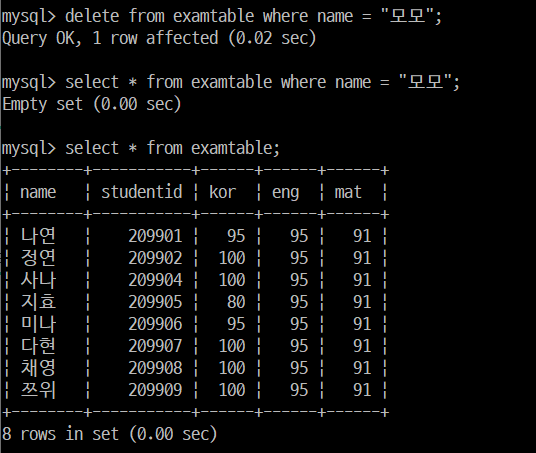 mysql> delete from examtable where name = "모모";
Query OK, 1 row affected (0.02 sec)

mysql> select * from examtable where name = "모모";
Empty set (0.00 sec)

mysql> select * from examtable;
+--------+-----------+------+------+------+
¦ name   ¦ studentid ¦ kor  ¦ eng  ¦ mat  ¦
+--------+-----------+------+------+------+
¦ 나연   ¦    209901 ¦   95 ¦   95 ¦   91 ¦
¦ 정연   ¦    209902 ¦  100 ¦   95 ¦   91 ¦
¦ 사나   ¦    209904 ¦  100 ¦   95 ¦   91 ¦
¦ 지효   ¦    209905 ¦   80 ¦   95 ¦   91 ¦
¦ 미나   ¦    209906 ¦   95 ¦   95 ¦   91 ¦
¦ 다현   ¦    209907 ¦  100 ¦   95 ¦   91 ¦
¦ 채영   ¦    209908 ¦  100 ¦   95 ¦   91 ¦
¦ 쯔위   ¦    209909 ¦  100 ¦   95 ¦   91 ¦
+--------+-----------+------+------+------+
8 rows in set (0.00 sec)